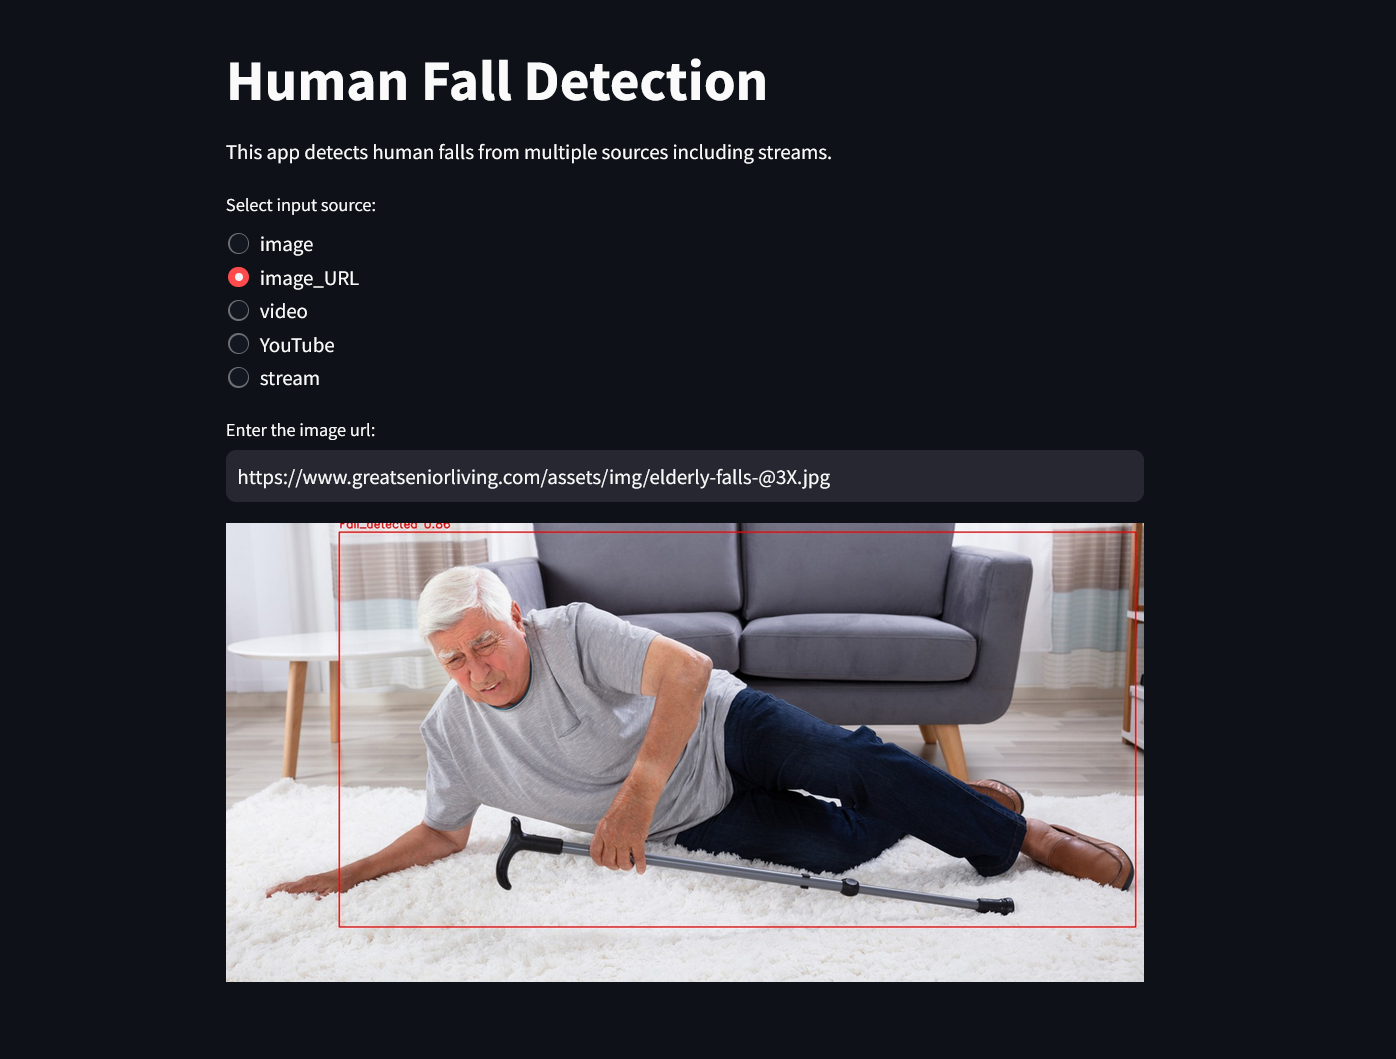 Human Fall Detection
This app detects human falls from multiple sources including streams.
Select input source:
image
image_URL
video
YouTube
stream
Enter the image url:
https://www.greatseniorliving.com/assets/img/elderly-falls-@3X.jpg
Fall_detected 0.86